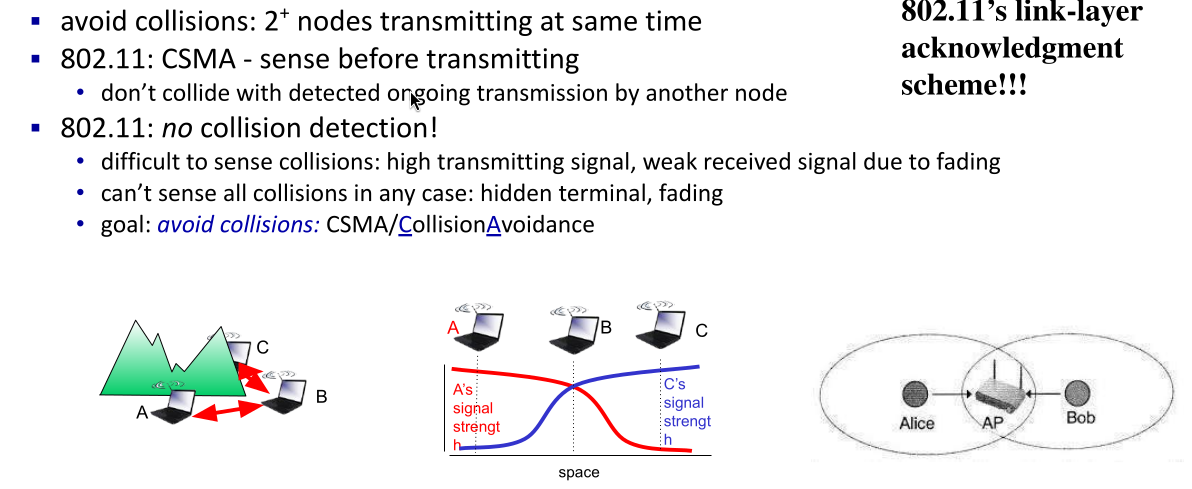 avoid collisions: 2+ nodes transmitting at same time
802.11: CSMA - sense before transmitting
don't collide with detected ongoing transmission by another node
802.11: no collision detection!
difficult to sense collisions: high transmitting signal, weak received signal due to fading
can't sense all collisions in any case: hidden terminal, fading
goal: avoid collisions: CSMA/CollisionAvoidance
802.11's link-layer
acknowledgment
scheme!!!
C
A
B
A
B
C
A's
signal
strengt
h
C's
signal
strengt
h
space
Alice
AP
Bob